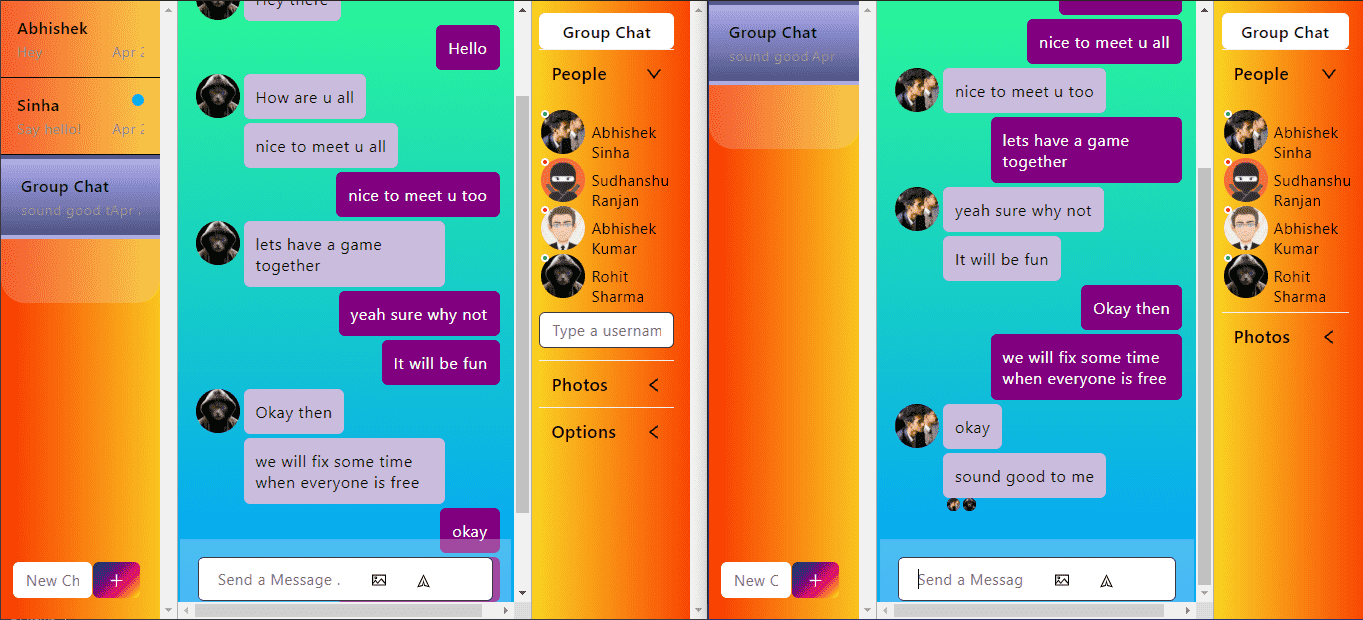 Abhishek
Hey
Apr 2
Sinha
Say hello!
Apr 2
Group Chat
sound good t
Apr
New Ch
+
Hey there
Hello
How are u all
nice to meet u all
nice to meet u too
lets have a game
together
yeah sure why not
It will be fun
Okay then
we will fix some time
when everyone is free
okay
Send a Message .
Group Chat
People
Abhishek
Sinha
Sudhanshu
Ranjan
Abhishek
Kumar
Rohit
Sharma
Type a usernam
Photos
Options
Group Chat
sound good
Apr
New C
+
nice to meet u all
nice to meet u too
lets have a game
together
yeah sure why not
It will be fun
Okay then
we will fix some time
when everyone is free
okay
sound good to me
Send a Messag
Group Chat
People
Abhishek
Sinha
Sudhanshu
Ranjan
Abhishek
Kumar
Rohit
Sharma
Photos